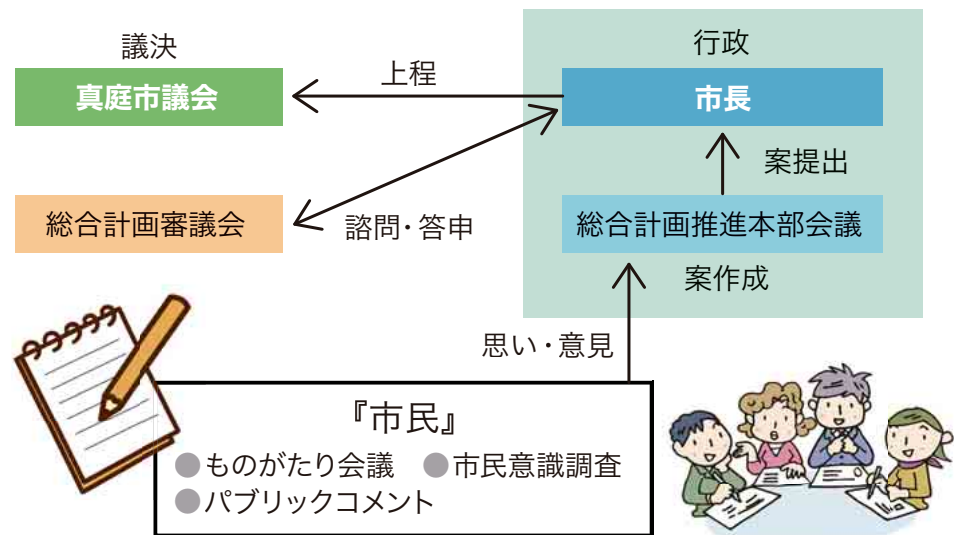 議決
真庭市議会
上程
行政
市長
案提出
総合計画審議会
諮問・答申
総合計画推進本部会議
案作成
思い・意見
『市民』
●ものがたり会議 ●市民意識調査
●パブリックコメント